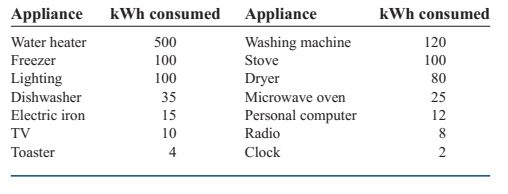 Appliance kWh consumed Appliance kWh consumed
Water heater 500 Washing machine 120
Freezer 100 Stove 100
Lighting 100 Dryer 80
Dishwasher 35 Microwave oven 25
Electric iron 15 Personal computer 12
TV 10 Radio 8
Toaster 4 Clock 2